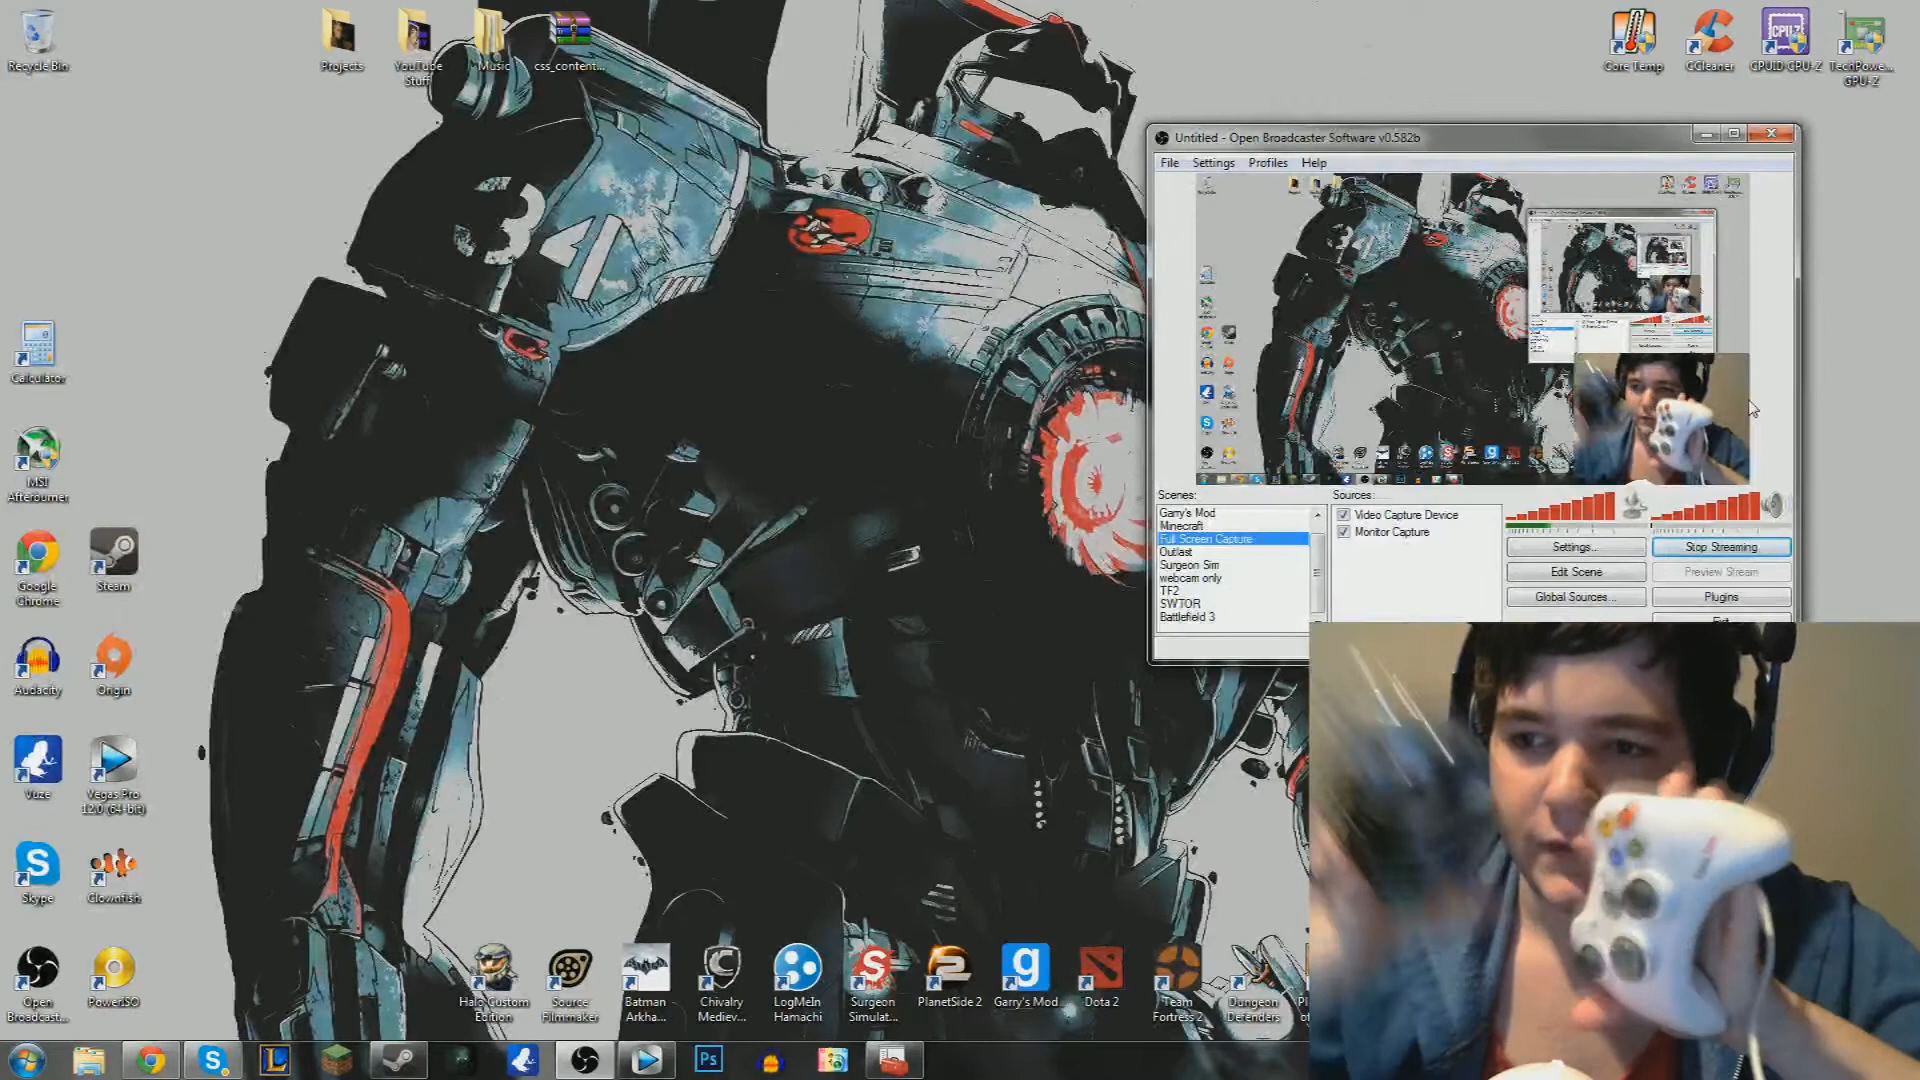 Recycle Bin
Projects
YouTube
Stuff
Music
css_content...
Core Temp
CCleaner
CPUID CPU-Z
TechPowe...
GPU-Z
Untitled - Open Broadcaster Software v0.582b
File Settings Profiles Help
3
4
Calculator
MSI
Afterburner
Google
Chrome
Steam
Audacity
Origin
Vuze
Vegas Pro
12.0 (64-bit)
Skype
Clownfish
Open
Broadcast...
PowerISO
Scenes:
Garry's Mod
Minecraft
Full Screen Capture
Outlast
Surgeon Sim
webcam only
TF2
SWTOR
Battlefield 3
Sources:
Video Capture Device
Monitor Capture
Settings...
Stop Streaming
Edit Scene
Preview Stream
Global Sources...
Plugins
Halo Custom
Edition
Source
Filmmaker
Batman
Arkha...
Chivalry
Mediev...
LogMeIn
Hamachi
Surgeon
Simulat...
PlanetSide 2
Garry's Mod...
Dota 2
Team
Fortress 2
Dungeon
Defenders